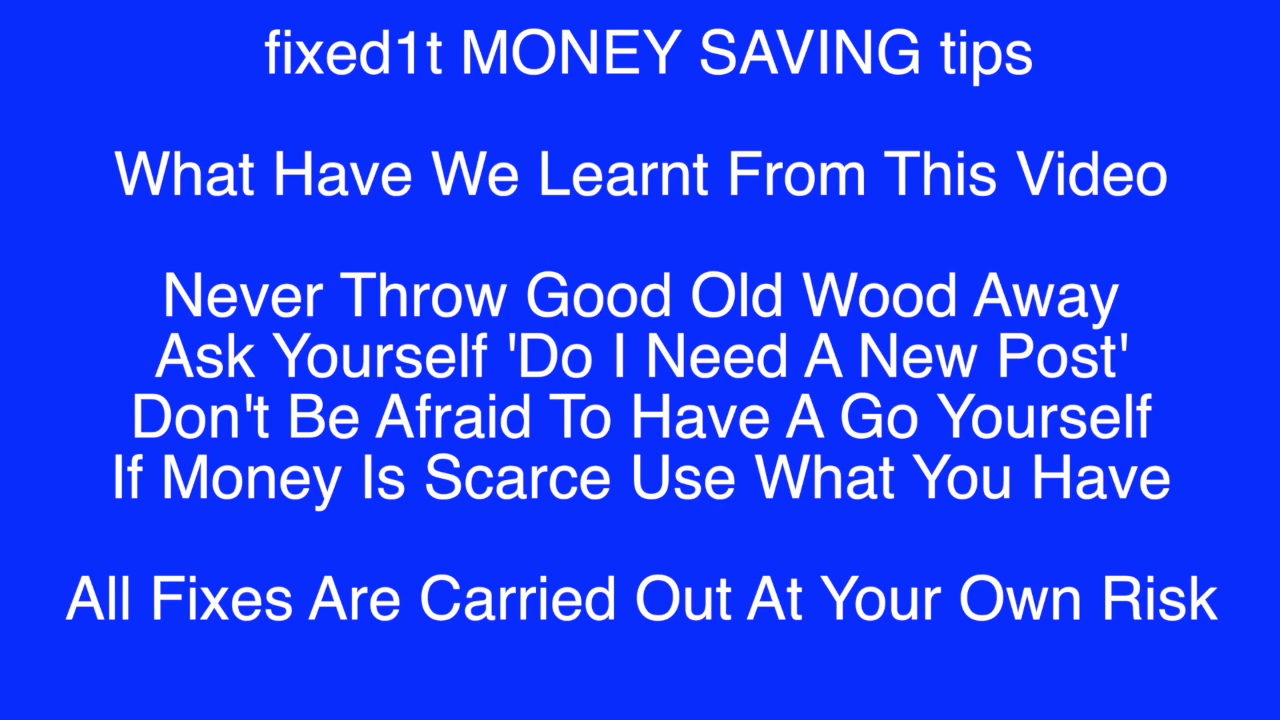 fixed1t MONEY SAVING tips
What Have We Learnt From This Video
Never Throw Good Old Wood Away
Ask Yourself 'Do I Need A New Post'
Don't Be Afraid To Have A Go Yourself
If Money Is Scarce Use What You Have
All Fixes Are Carried Out At Your Own Risk